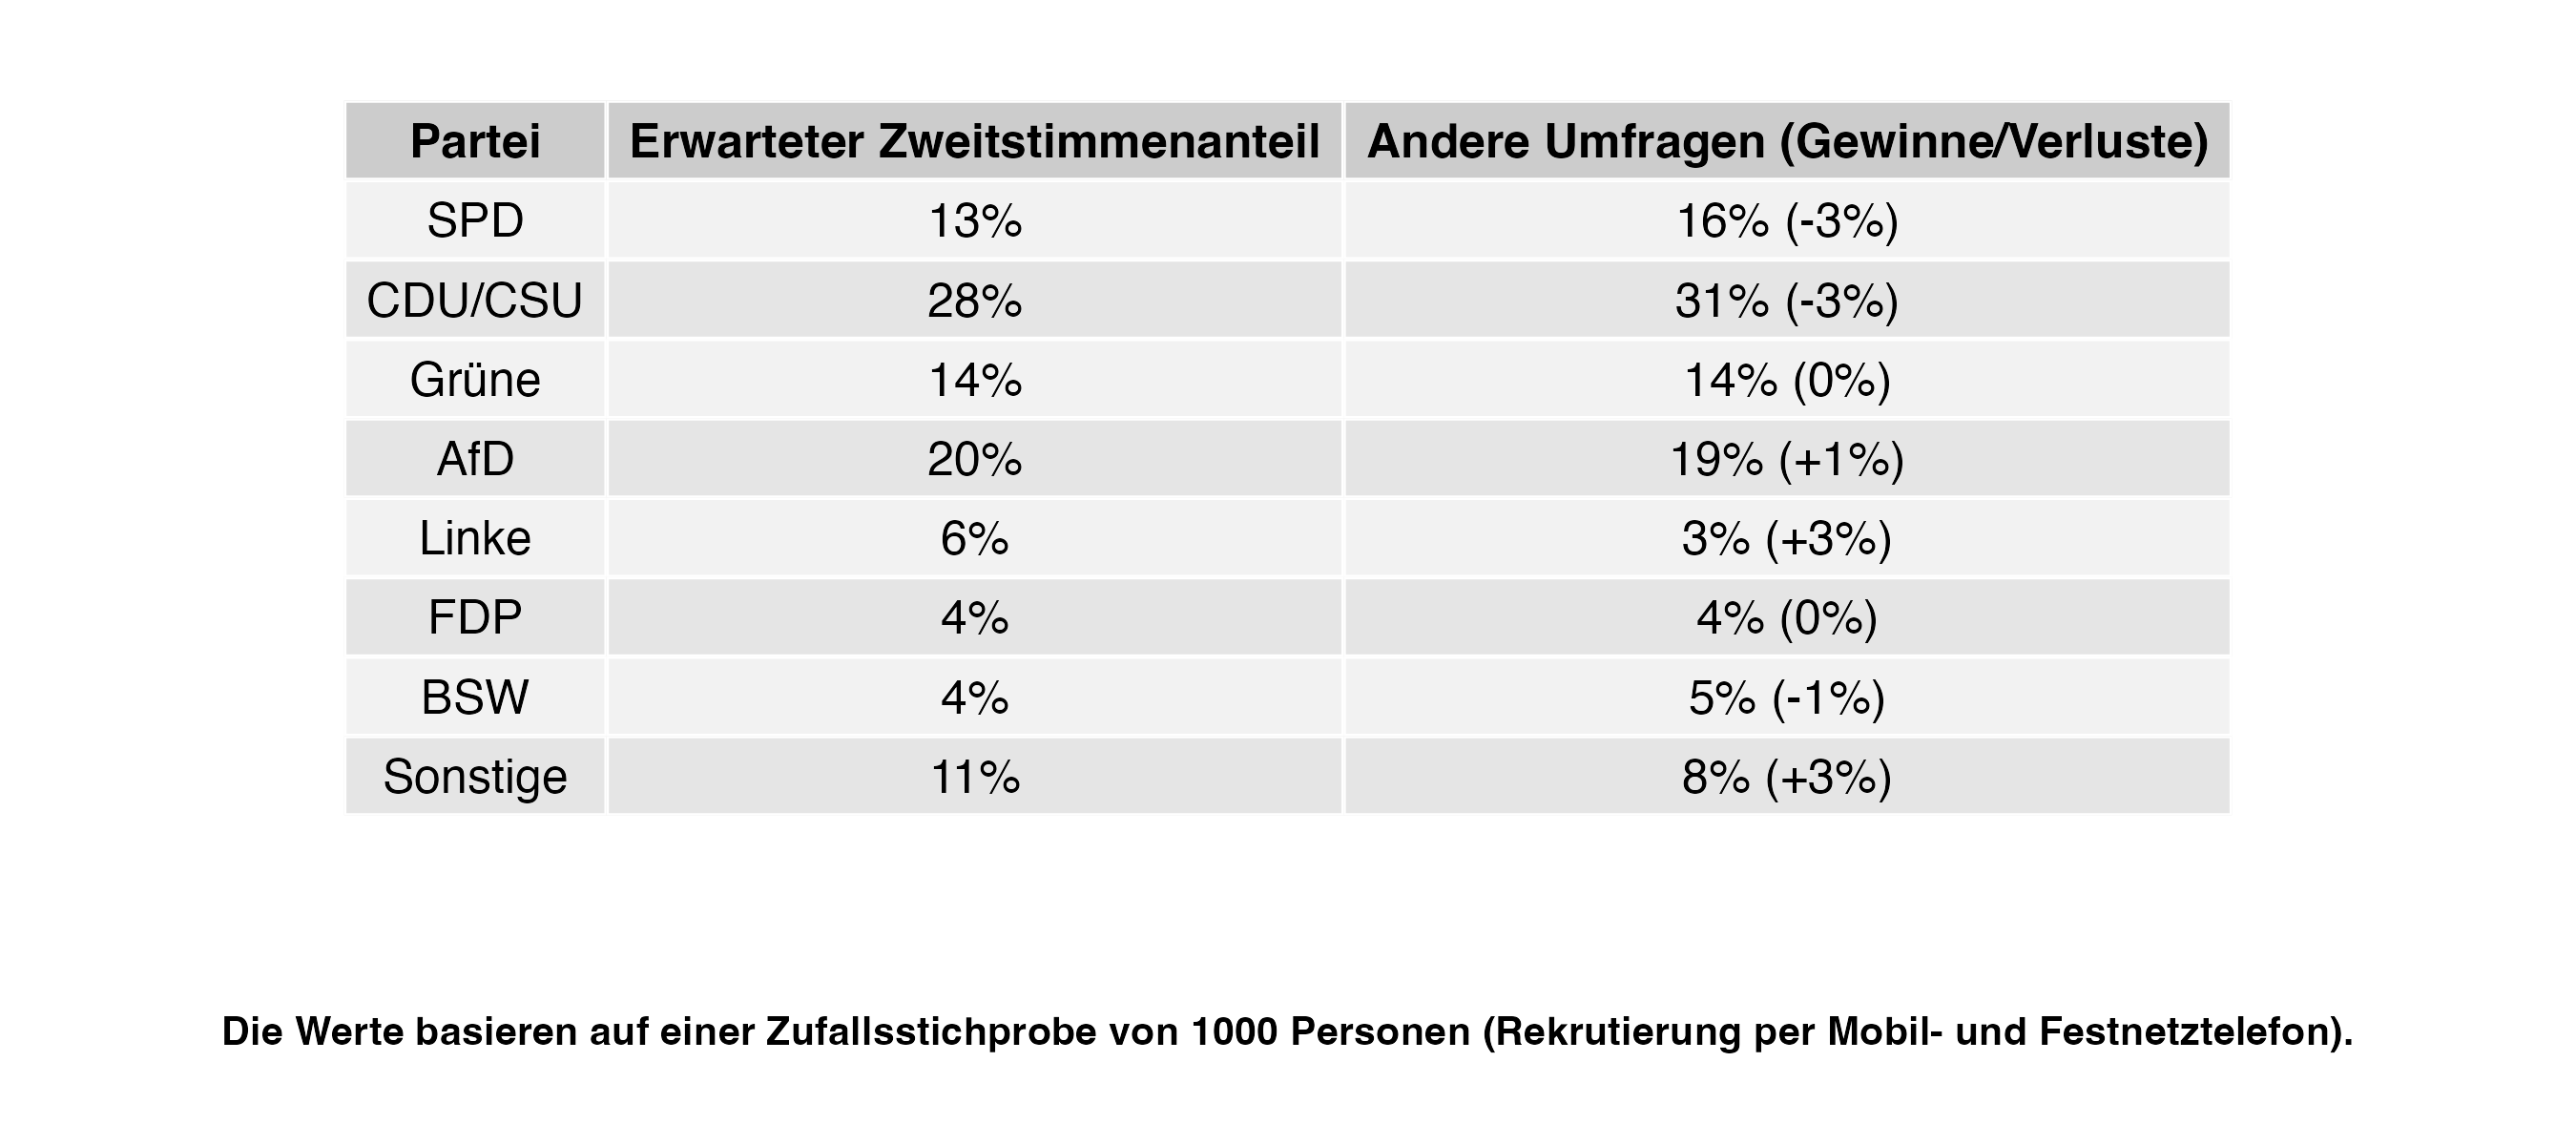 Partei Erwarteter Zweitstimmenanteil Andere Umfragen (Gewinne/Verluste)
SPD 13% 16% (-3%)
CDU/CSU 28% 31% (-3%)
Grüne 14% 14% (0%)
AfD 20% 19% (+1%)
Linke 6% 3% (+3%)
FDP 4% 4% (0%)
BSW 4% 5% (-1%)
Sonstige 11% 8% (+3%)
Die Werte basieren auf einer Zufallsstichprobe von 1000 Personen (Rekrutierung per Mobil- und Festnetztelefon).